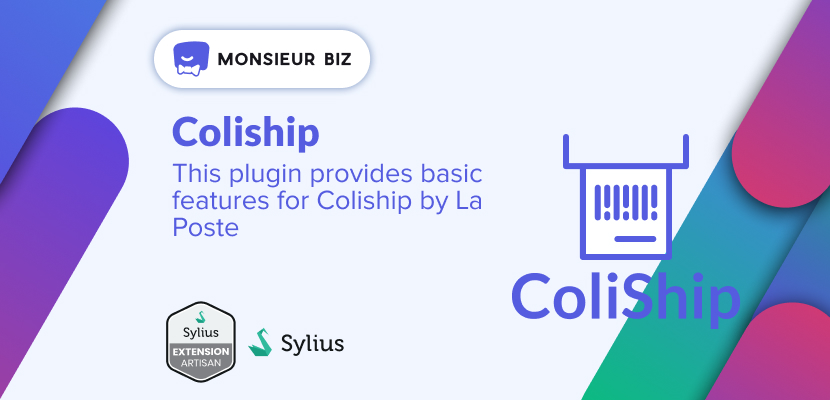 MONSIEUR BIZ
Coliship
This plugin provides basic
features for Coliship by La
Poste
ColiShip
Sylius
EXTENSION
ARTISAN
Sylius